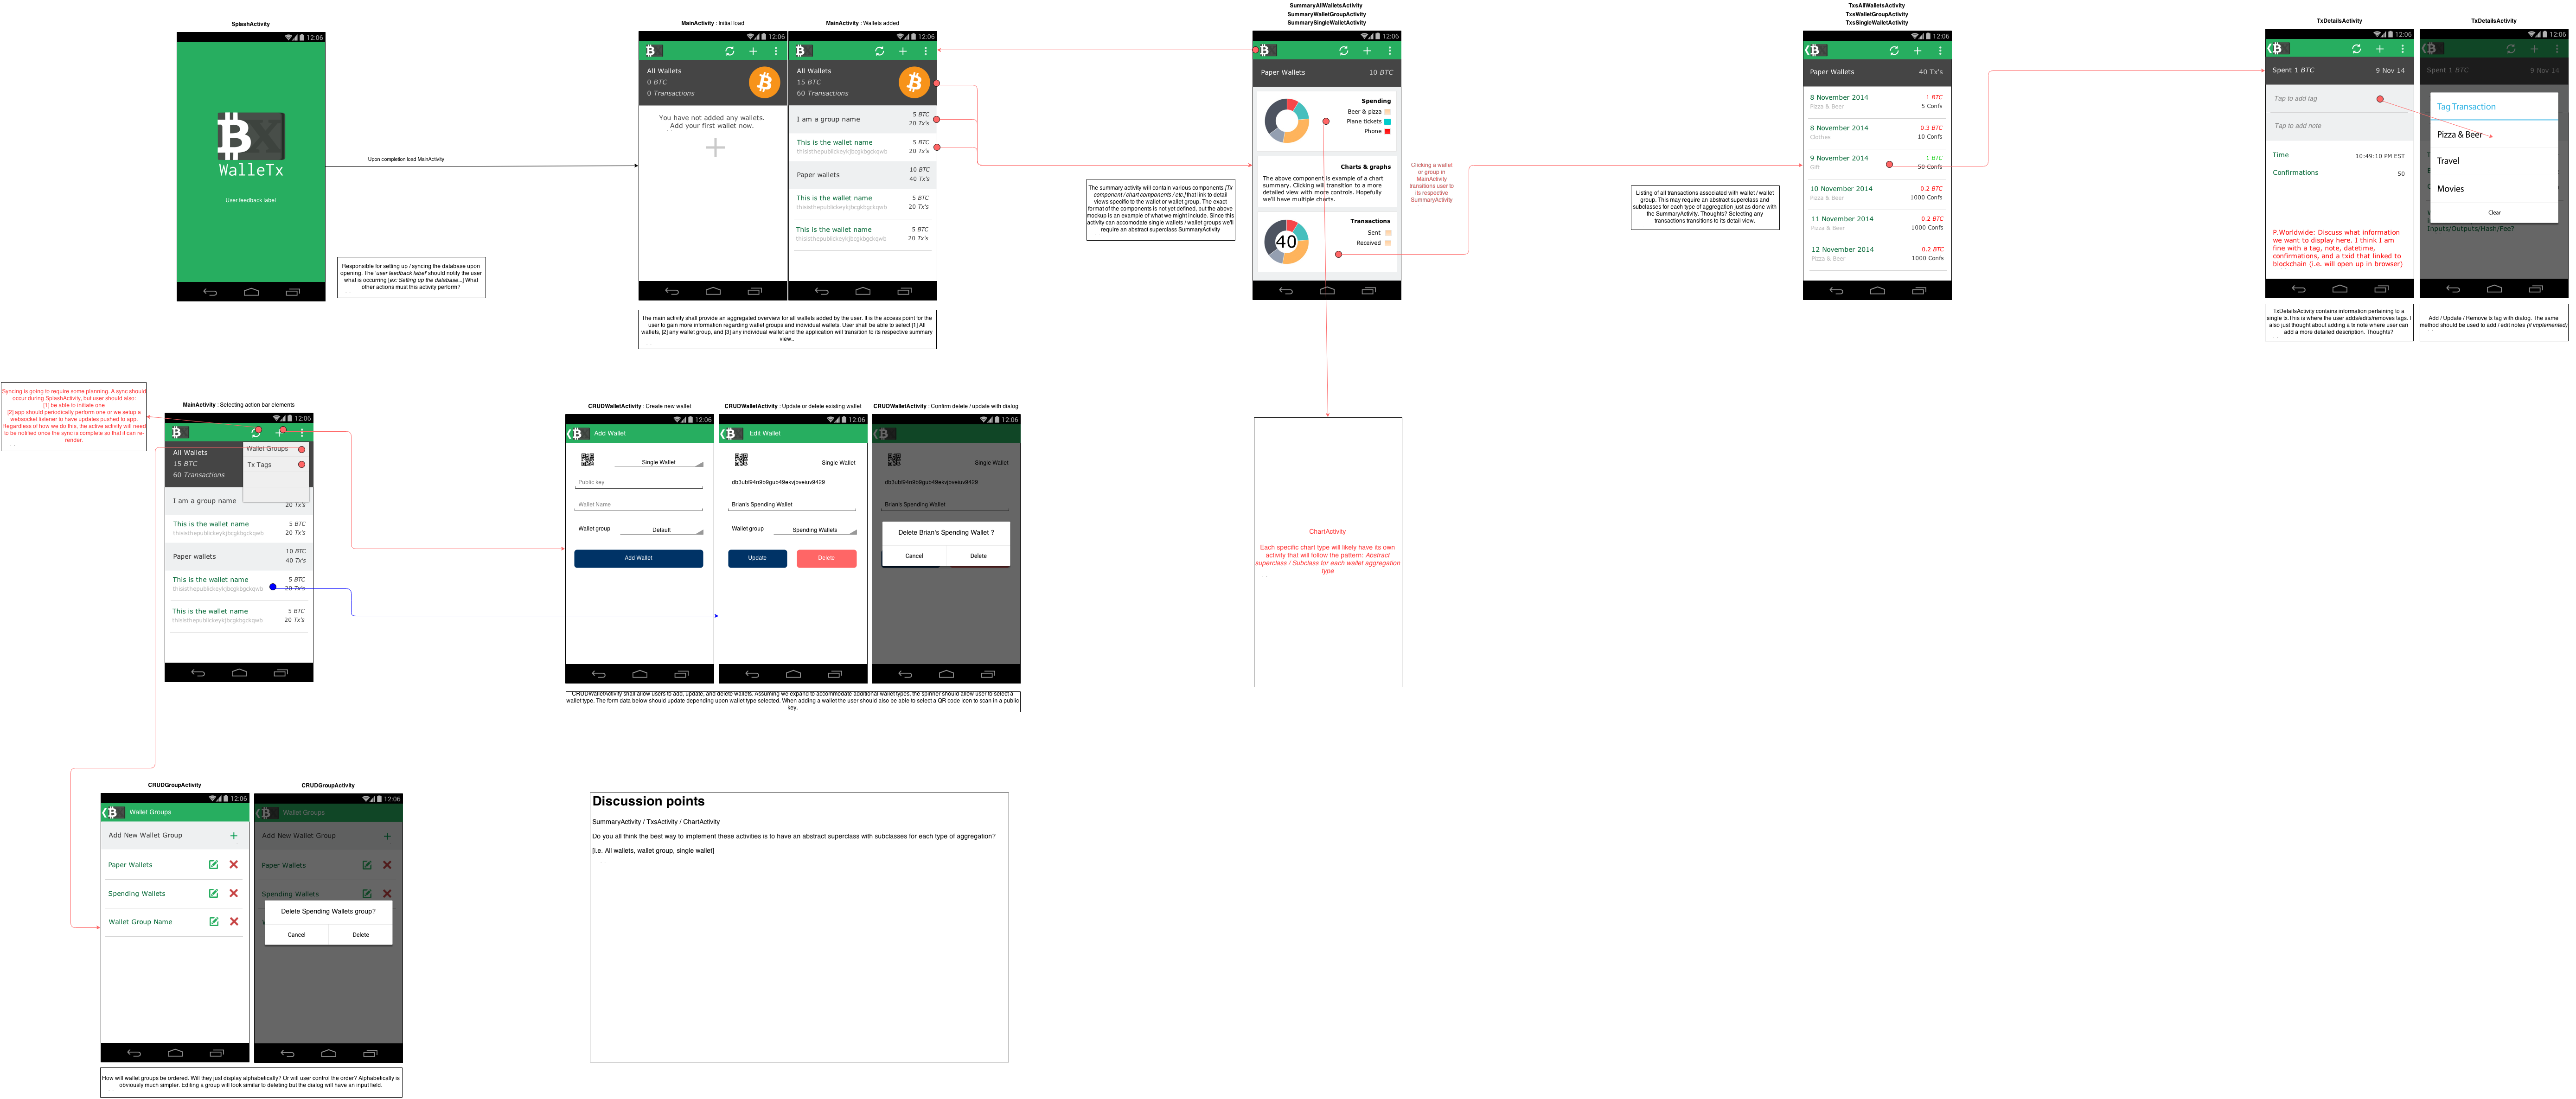 SplashActivity
12:06
WalleTx
User feedback label
Upon completion load MainActivity
Responsible for setting up / syncing the database upon
opening. The 'user feedback label' should notify the user
what is occurring [ex: Setting up the database...] What
other actions must this activity perform?
MainActivity : Initial load
12:06
All Wallets
0 BTC
0 Transactions
You have not added any wallets.
Add your first wallet now.
MainActivity : Wallets added
12:06
All Wallets
15 BTC
60 Transactions
I am a group name
5 BTC
20 Tx's
This is the wallet name
5 BTC
thisisthepublickeykjbcgkbgckqwb
20 Tx's
Paper wallets
10 BTC
40 Tx's
This is the wallet name
5 BTC
thisisthepublickeykjbcgkbgckqwb
20 Tx's
This is the wallet name
5 BTC
thisisthepublickeykjbcgkbgckqwb
20 Tx's
The main activity shall provide an aggregated overview for all wallets added by the user. It is the access point for the
user to gain more information regarding wallet groups and individual wallets. User shall be able to select [1] All
wallets, [2] any wallet group, and [3] any individual wallet and the application will transition to its respective summary
view..
The summary activity will contain various components [Tx
component / chart components / etc.] that link to detail
views specific to the wallet or wallet group. The exact
format of the components is not yet defined, but the above
mockup is an example of what we might include. Since this
activity can accomodate single wallets / wallet groups we'll
require an abstract superclass SummaryActivity
SummaryAllWalletsActivity
SummaryWalletGroupActivity
SummarySingleWalletActivity
12:06
Paper Wallets
10 BTC
Spending
Beer & pizza
Plane tickets
Phone
Charts & graphs
The above component is example of a chart
summary. Clicking will transition to a more
detailed view with more controls. Hopefully
we'll have multiple charts.
Transactions
40
Sent
Received
Clicking a wallet
or group in
MainActivity
transitions user to
its respective
SummaryActivity
Listing of all transactions associated with wallet / wallet
group. This may require an abstract superclass and
subclasses for each type of aggregation just as done with
the SummaryActivity. Thoughts? Selecting any
transactions transitions to its detail view.
TxsAllWalletsActivity
TxsWalletGroupActivity
TxsSingleWalletActivity
12:06
Paper Wallets
40 Tx's
8 November 2014
1 BTC
Pizza & Beer
5 Confs
8 November 2014
0.3 BTC
Clothes
10 Confs
9 November 2014
1 BTC
Gift
50 Confs
10 November 2014
0.2 BTC
Pizza & Beer
1000 Confs
11 November 2014
0.2 BTC
Pizza & Beer
1000 Confs
12 November 2014
0.2 BTC
Pizza & Beer
1000 Confs
TxDetailsActivity
12:06
Spent 1 BTC
9 Nov 14
Tap to add tag
Tap to add note
Time
10:49:10 PM EST
Confirmations
50
P.Worldwide: Discuss what information
we want to display here. I think I am
fine with a tag, note, datetime,
confirmations, and a txid that linked to
blockchain (i.e. will open up in browser)
TxDetailsActivity contains information pertaining to a
single tx.This is where the user adds/edits/removes tags. I
also just thought about adding a tx note where user can
add a more detailed description. Thoughts?
TxDetailsActivity
12:06
Spent 1 BTC
9 Nov 14
Tag Transaction
Pizza & Beer
Travel
Movies
Clear
Inputs/Outputs/Hash/Fee?
Add / Update / Remove tx tag with dialog. The same
method should be used to add / edit notes (if implemented)
Syncing is going to require some planning. A sync should
occur during SplashActivity, but user should also:
[1] be able to initiate one
[2] app should periodically perform one or we setup a
websocket listener to have updates pushed to app.
Regardless of how we do this, the active activity will need
to be notified once the sync is complete so that it can re-
render.
MainActivity : Selecting action bar elements
12:06
All Wallets
15 BTC
60 Transactions
Wallet Groups
Tx Tags
I am a group name
20 Tx's
This is the wallet name
5 BTC
thisisthepublickeykjbcgkbgckqwb
20 Tx's
Paper wallets
10 BTC
40 Tx's
This is the wallet name
5 BTC
thisisthepublickeykjbcgkbgckqwb
20 Tx's
This is the wallet name
5 BTC
thisisthepublickeykjbcgkbgckqwb
20 Tx's
CRUDWalletActivity : Create new wallet
12:06
Add Wallet
Single Wallet
Public key
Wallet Name
Wallet group
Default
Add Wallet
CRUDWalletActivity : Update or delete existing wallet
12:06
Edit Wallet
Single Wallet
db3ubf94n9b9gub49ekvjbveiuv9429
Brian's Spending Wallet
Wallet group
Spending Wallets
Update
Delete
CRUDWalletActivity : Confirm delete / update with dialog
12:06
Single Wallet
db3ubf94n9b9gub49ekvjbveiuv9429
Brian's Spending Wallet
Delete Brian's Spending Wallet ?
Cancel
Delete
CRUDWalletActivity shall allow users to add, update, and delete wallets. Assuming we expand to accommodate additional wallet types, the spinner should allow user to select a
wallet type. The form data below should update depending upon wallet type selected. When adding a wallet the user should also be able to select a QR code icon to scan in a public
key.
ChartActivity
Each specific chart type will likely have its own
activity that will follow the pattern: Abstract
superclass / Subclass for each wallet aggregation
type
CRUDGroupActivity
12:06
Wallet Groups
Add New Wallet Group
Paper Wallets
Spending Wallets
Wallet Group Name
CRUDGroupActivity
12:06
Wallet Groups
Add New Wallet Group
Paper Wallets
Spending Wallets
Delete Spending Wallets group?
Cancel
Delete
How will wallet groups be ordered. Will they just display alphabetically? Or will user control the order? Alphabetically is
obviously much simpler. Editing a group will look similar to deleting but the dialog will have an input field.
Discussion points
SummaryActivity / TxsActivity / ChartActivity
Do you all think the best way to implement these activities is to have an abstract superclass with subclasses for each type of aggregation?
[i.e. All wallets, wallet group, single wallet]